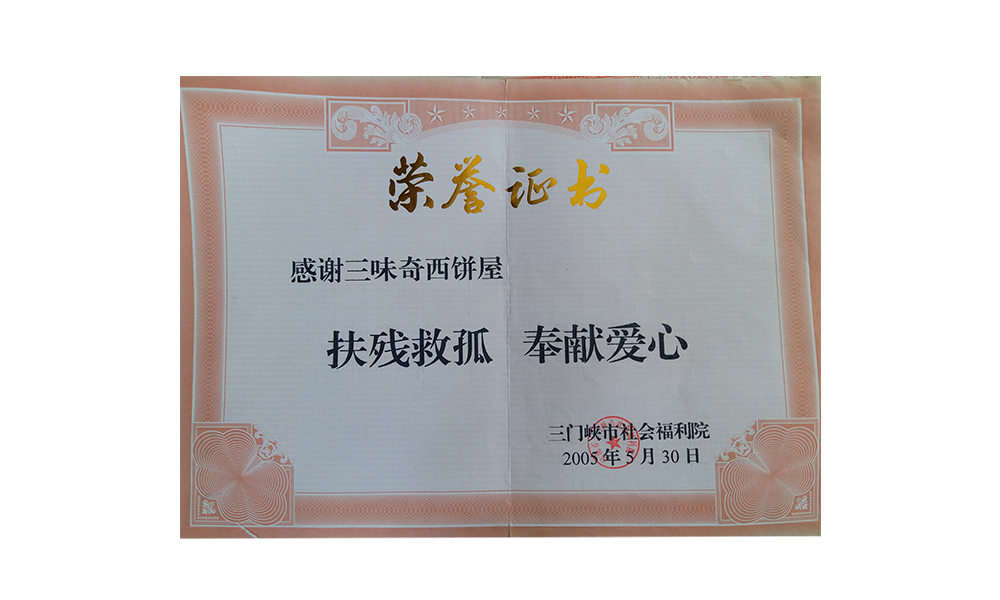 荣誉证书
感谢三味奇西饼屋
扶残救孤 奉献爱心
三门峡市社会福利院
2005年5月30日